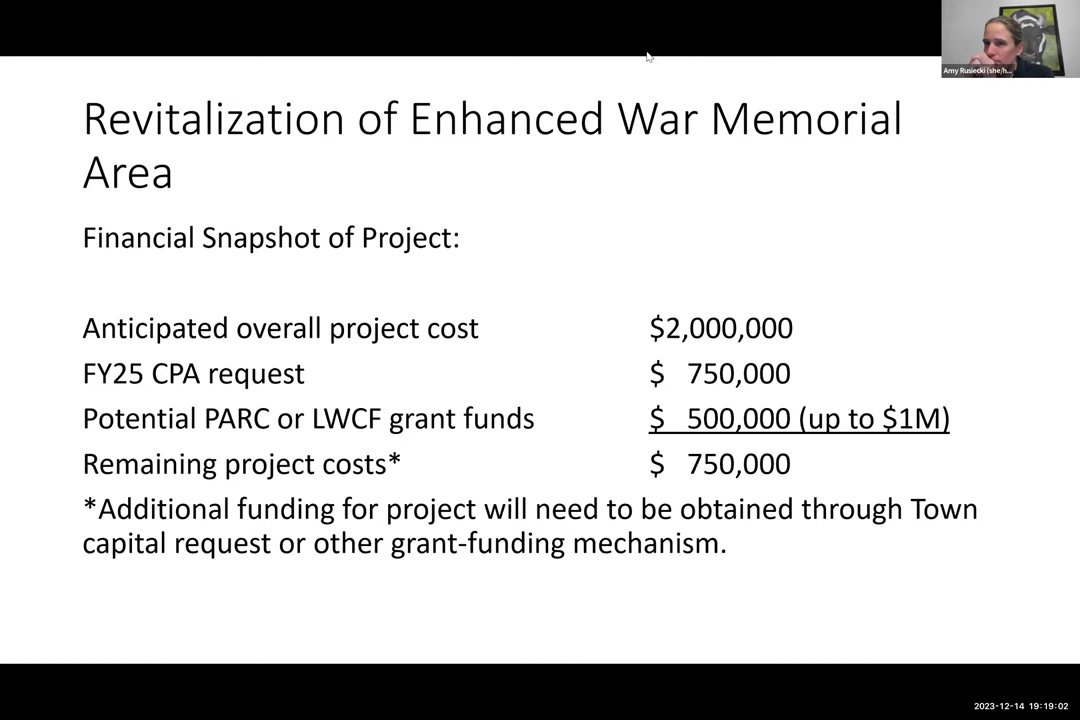 Amy Rusiecki (she/h...
Revitalization of Enhanced War Memorial
Area
Financial Snapshot of Project:
Anticipated overall project cost $2,000,000
FY25 CPA request $ 750,000
Potential PARC or LWCF grant funds $ 500,000 (up to $1M)
Remaining project costs* $ 750,000
*Additional funding for project will need to be obtained through Town
capital request or other grant-funding mechanism.
2023-12-14 19:19:02